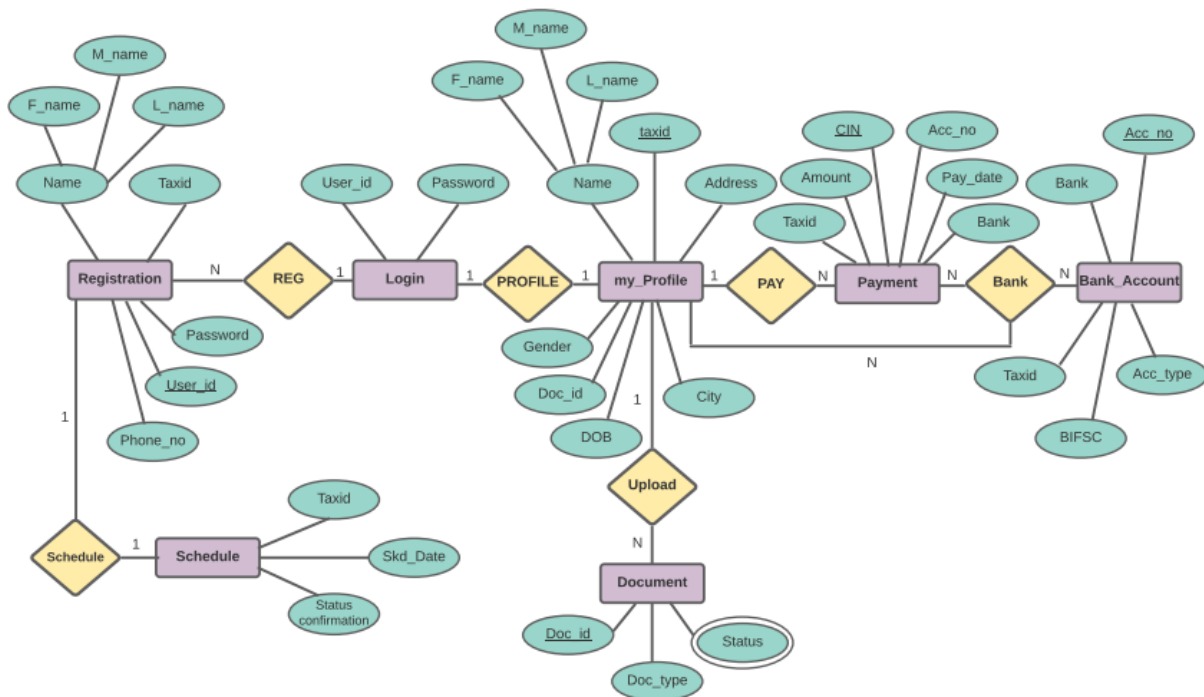 M_name
F_name
L_name
Name
Taxid
M_name
F_name
L_name
Name
taxid
Address
User_id
Password
CIN
Acc_no
Amount
Pay_date
Taxid
Bank
Acc_no
Bank
Registration
N
REG
1
Login
1
PROFILE
1
my_Profile
1
PAY
N
Payment
N
Bank
N
Bank_Account
Password
User_id
Phone_no
Gender
Doc_id
DOB
City
N
Taxid
Acc_type
BIFSC
1
1
Upload
N
Schedule
1
Schedule
Taxid
Skd_Date
Status
confirmation
Document
Doc_id
Doc_type
Status